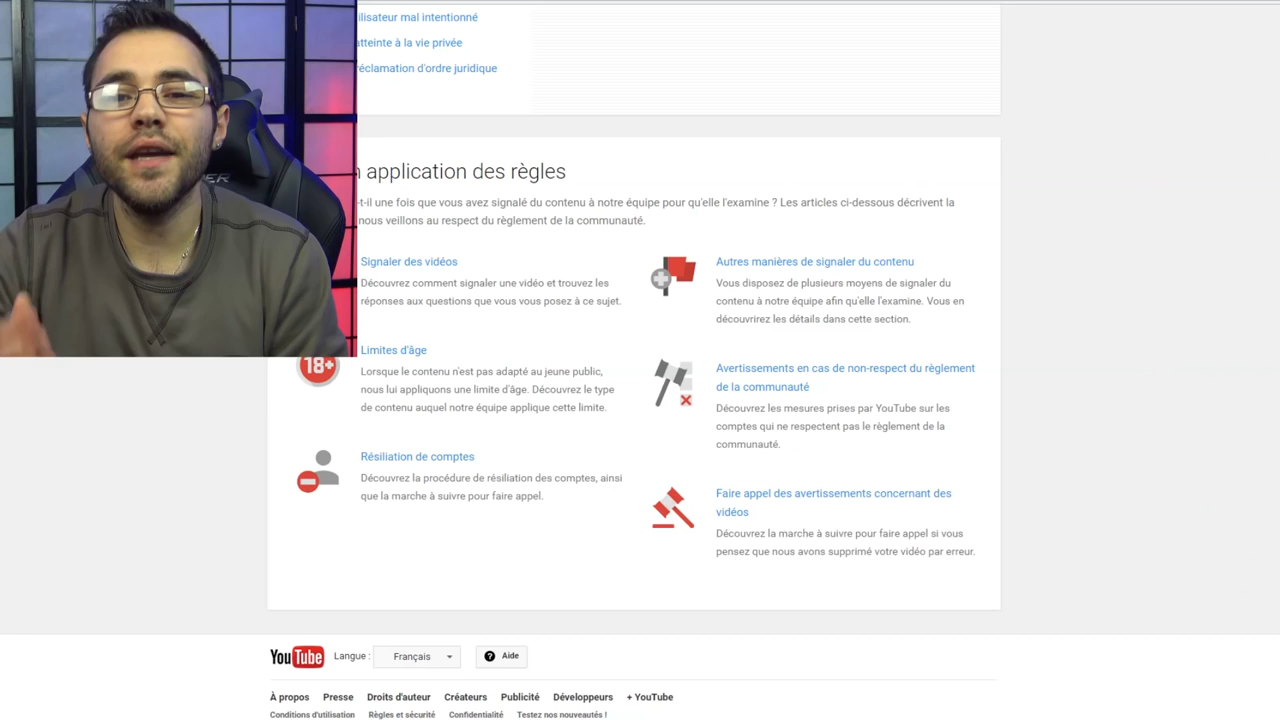 ilisateur mal intentionné
atteinte à la vie privée
réclamation d'ordre juridique
application des règles
-t-il une fois que vous avez signalé du contenu à notre équipe pour qu'elle l'examine ? Les articles ci-dessous décrivent la
nous veillons au respect du règlement de la communauté.
Signaler des vidéos
Découvrez comment signaler une vidéo et trouvez les
réponses aux questions que vous vous posez à ce sujet.
18+
Limites d'âge
Lorsque le contenu n'est pas adapté au jeune public,
nous lui appliquons une limite d'âge. Découvrez le type
de contenu auquel notre équipe applique cette limite.
Résiliation de comptes
Découvrez la procédure de résiliation des comptes, ainsi
que la marche à suivre pour faire appel.
Autres manières de signaler du contenu
Vous disposez de plusieurs moyens de signaler du
contenu à notre équipe afin qu'elle l'examine. Vous en
découvrirez les détails dans cette section.
Avertissements en cas de non-respect du règlement
de la communauté
Découvrez les mesures prises par YouTube sur les
comptes qui ne respectent pas le règlement de la
communauté.
Faire appel des avertissements concernant des
vidéos
Découvrez la marche à suivre pour faire appel si vous
pensez que nous avons supprimé votre vidéo par erreur.
YouTube Langue : Français ? Aide
À propos Presse Droits d'auteur Créateurs Publicité Développeurs + YouTube
Conditions d'utilisation Règles et sécurité Confidentialité Testez nos nouveautés !